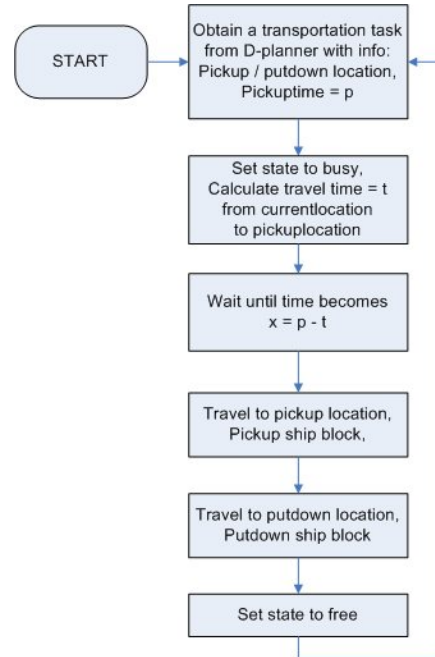 START
Obtain a transportation task
from D-planner with info:
Pickup / putdown location,
Pickuptime = p
Set state to busy,
Calculate travel time = t
from currentlocation
to pickuplocation
Wait until time becomes
x = p - t
Travel to pickup location,
Pickup ship block,
Travel to putdown location,
Putdown ship block
Set state to free